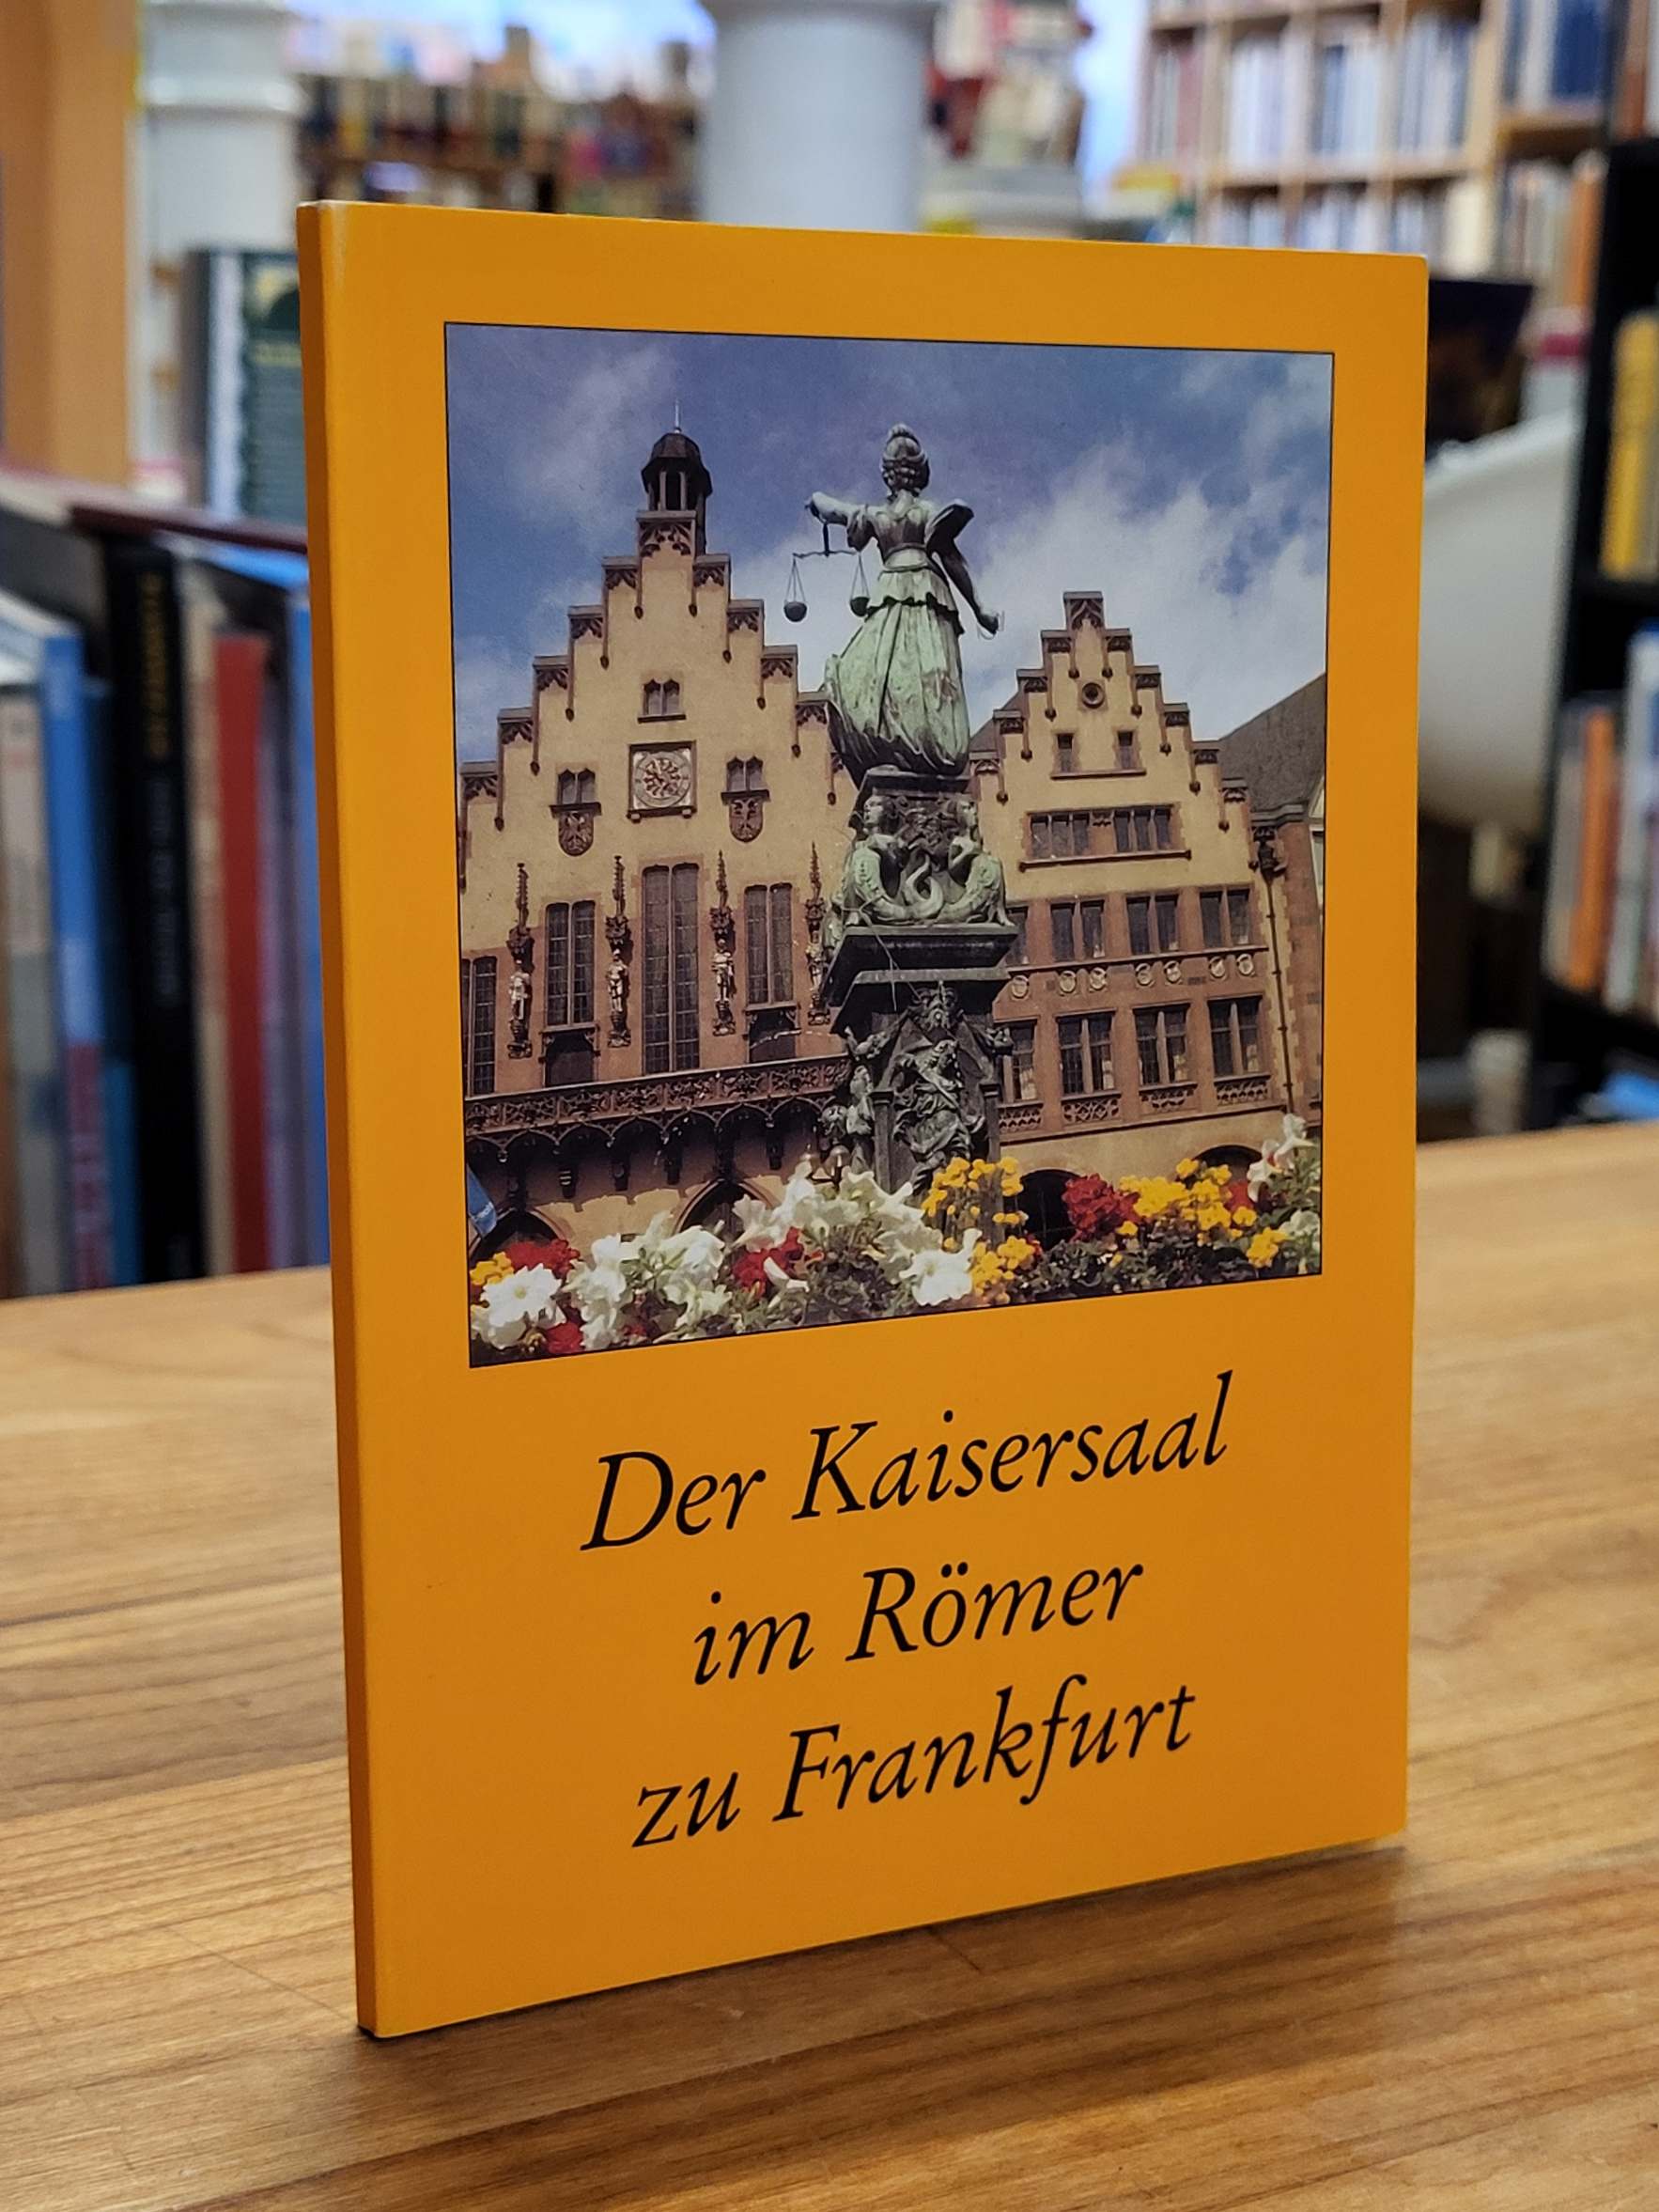 Der Kaisersaal
im Römer
zu Frankfurt